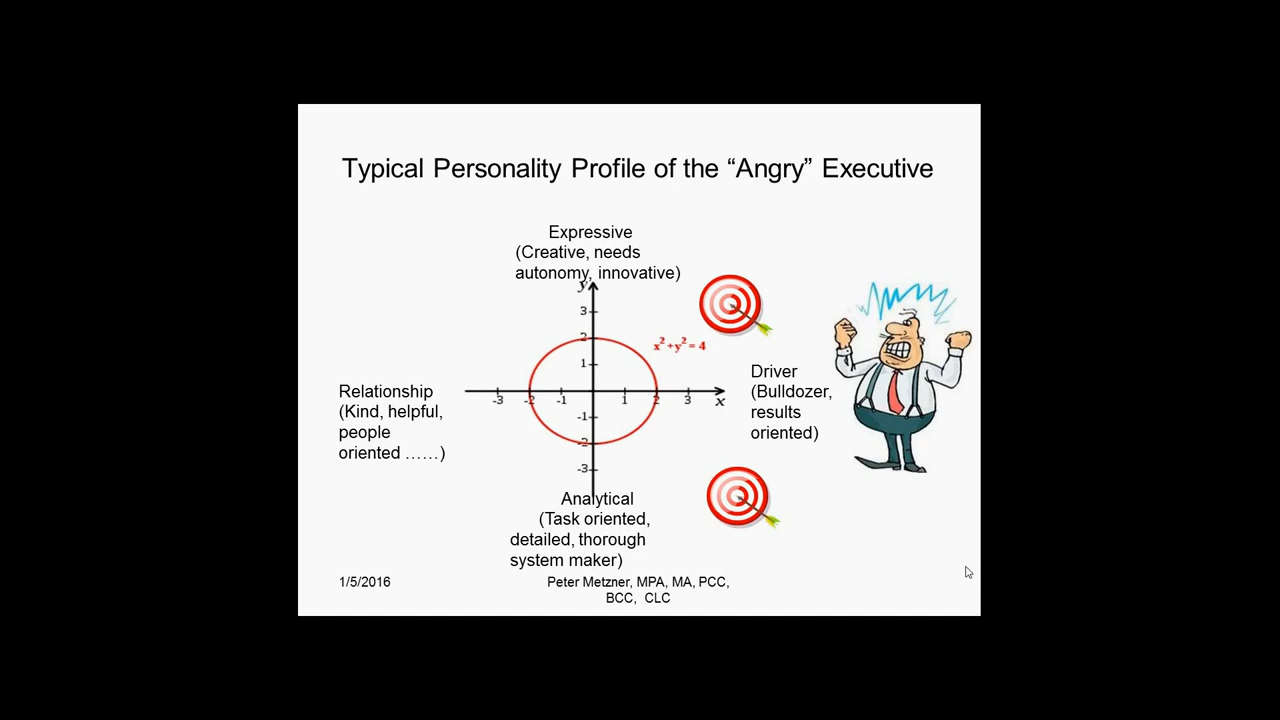 Typical Personality Profile of the “Angry” Executive
Expressive
(Creative, needs
autonomy, innovative)
y
3
2
x² + y² = 4
1
Driver
(Bulldozer,
results
oriented)
Relationship
(Kind, helpful,
people
oriented ……)
-3 -2 -1 1 2 3 x
-1
-2
-3
Analytical
(Task oriented,
detailed, thorough
system maker)
1/5/2016
Peter Metzner, MPA, MA, PCC,
BCC, CLC